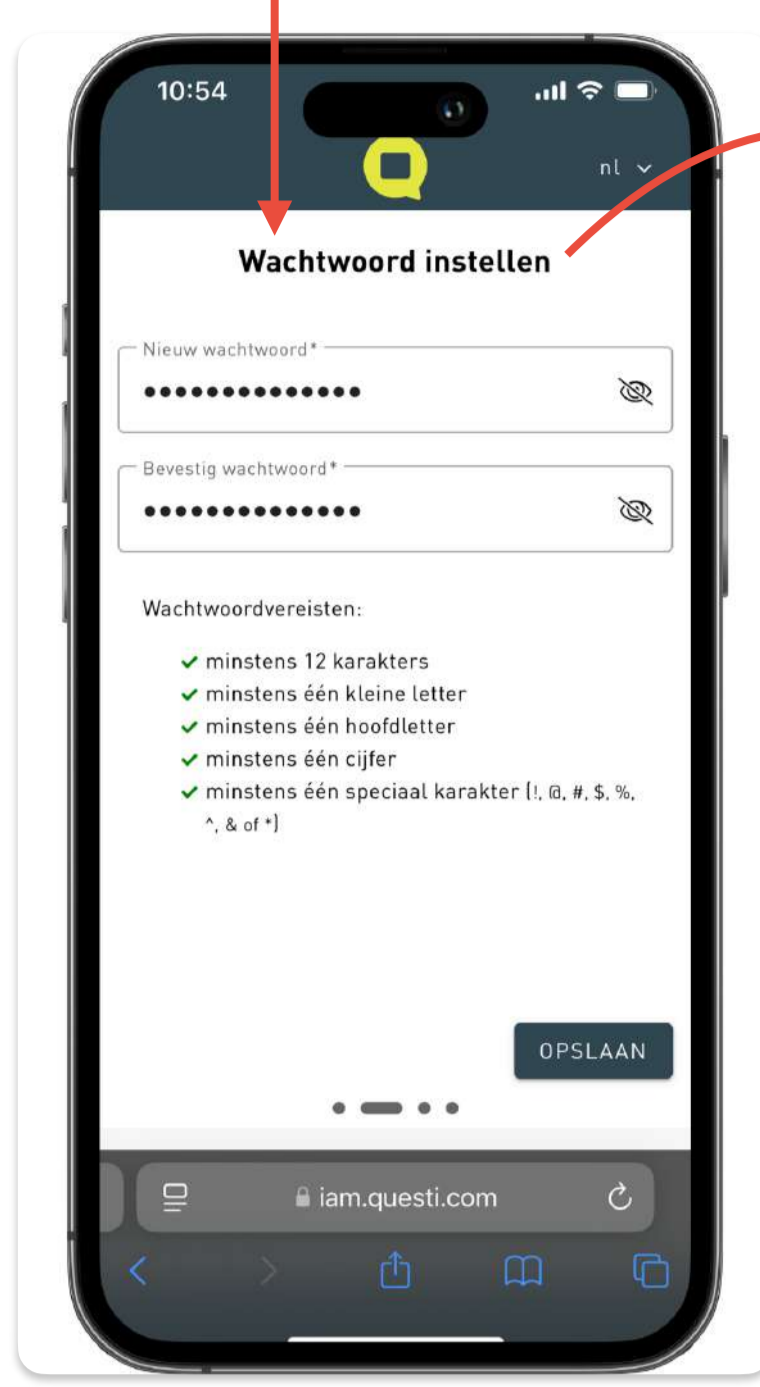 10:54
nl
Wachtwoord instellen
Nieuw wachtwoord*
●●●●●●●●●●●●●●
Bevestig wachtwoord*
●●●●●●●●●●●●●●
Wachtwoordvereisten:
✓ minstens 12 karakters
✓ minstens één kleine letter
✓ minstens één hoofdletter
✓ minstens één cijfer
✓ minstens één speciaal karakter (!, @, #, $, %,
^, & of *)
OPSLAAN
iam.questi.com